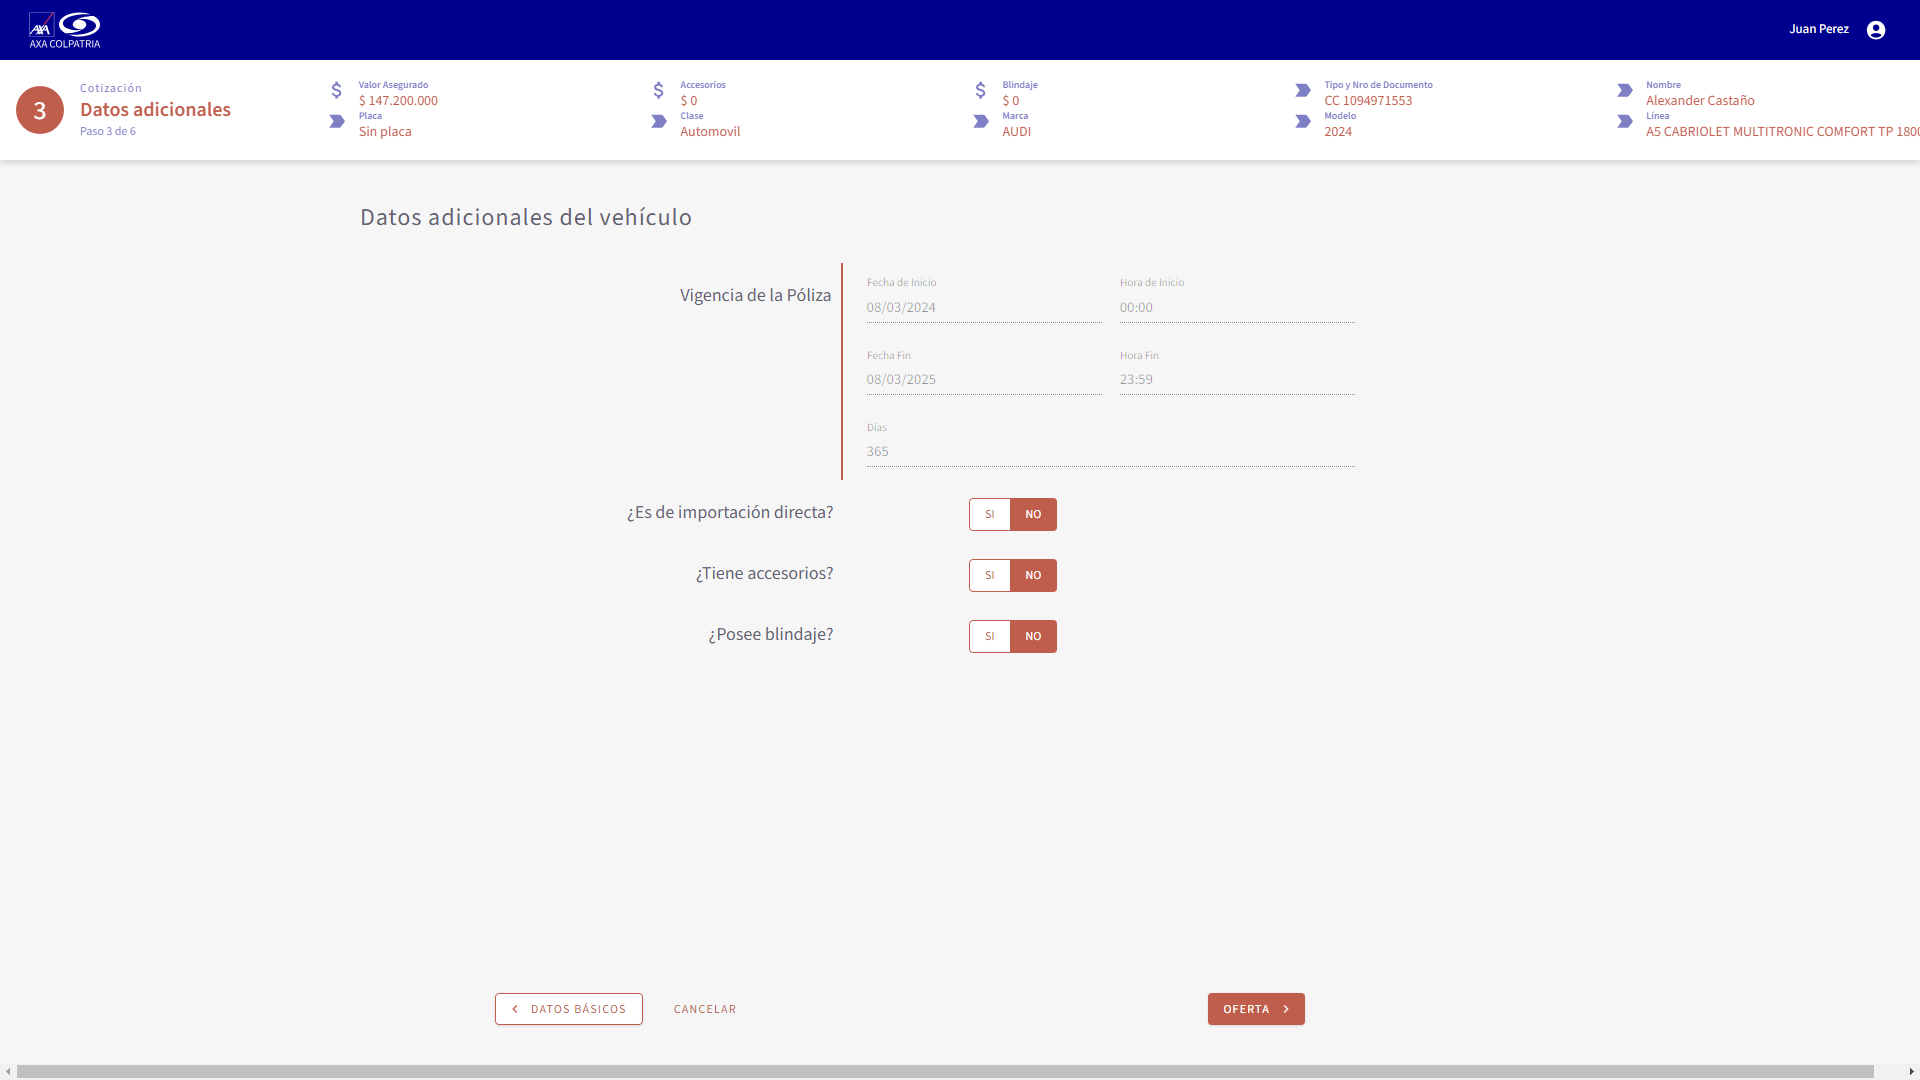 AXA
AXA COLPATRIA
Juan Perez
3
Cotización
Datos adicionales
Paso 3 de 6
Valor Asegurado
$ 147.200.000
Placa
Sin placa
Accesorios
$ 0
Clase
Automovil
Blindaje
$ 0
Marca
AUDI
Tipo y Nro de Documento
CC 1094971553
Modelo
2024
Nombre
Alexander Castaño
Línea
A5 CABRIOLET MULTITRONIC COMFORT TP 1800
Datos adicionales del vehículo
Vigencia de la Póliza
Fecha de Inicio
08/03/2024
Hora de Inicio
00:00
Fecha Fin
08/03/2025
Hora Fin
23:59
Días
365
¿Es de importación directa?
SI NO
¿Tiene accesorios?
SI NO
¿Posee blindaje?
SI NO
DATOS BÁSICOS
CANCELAR
OFERTA